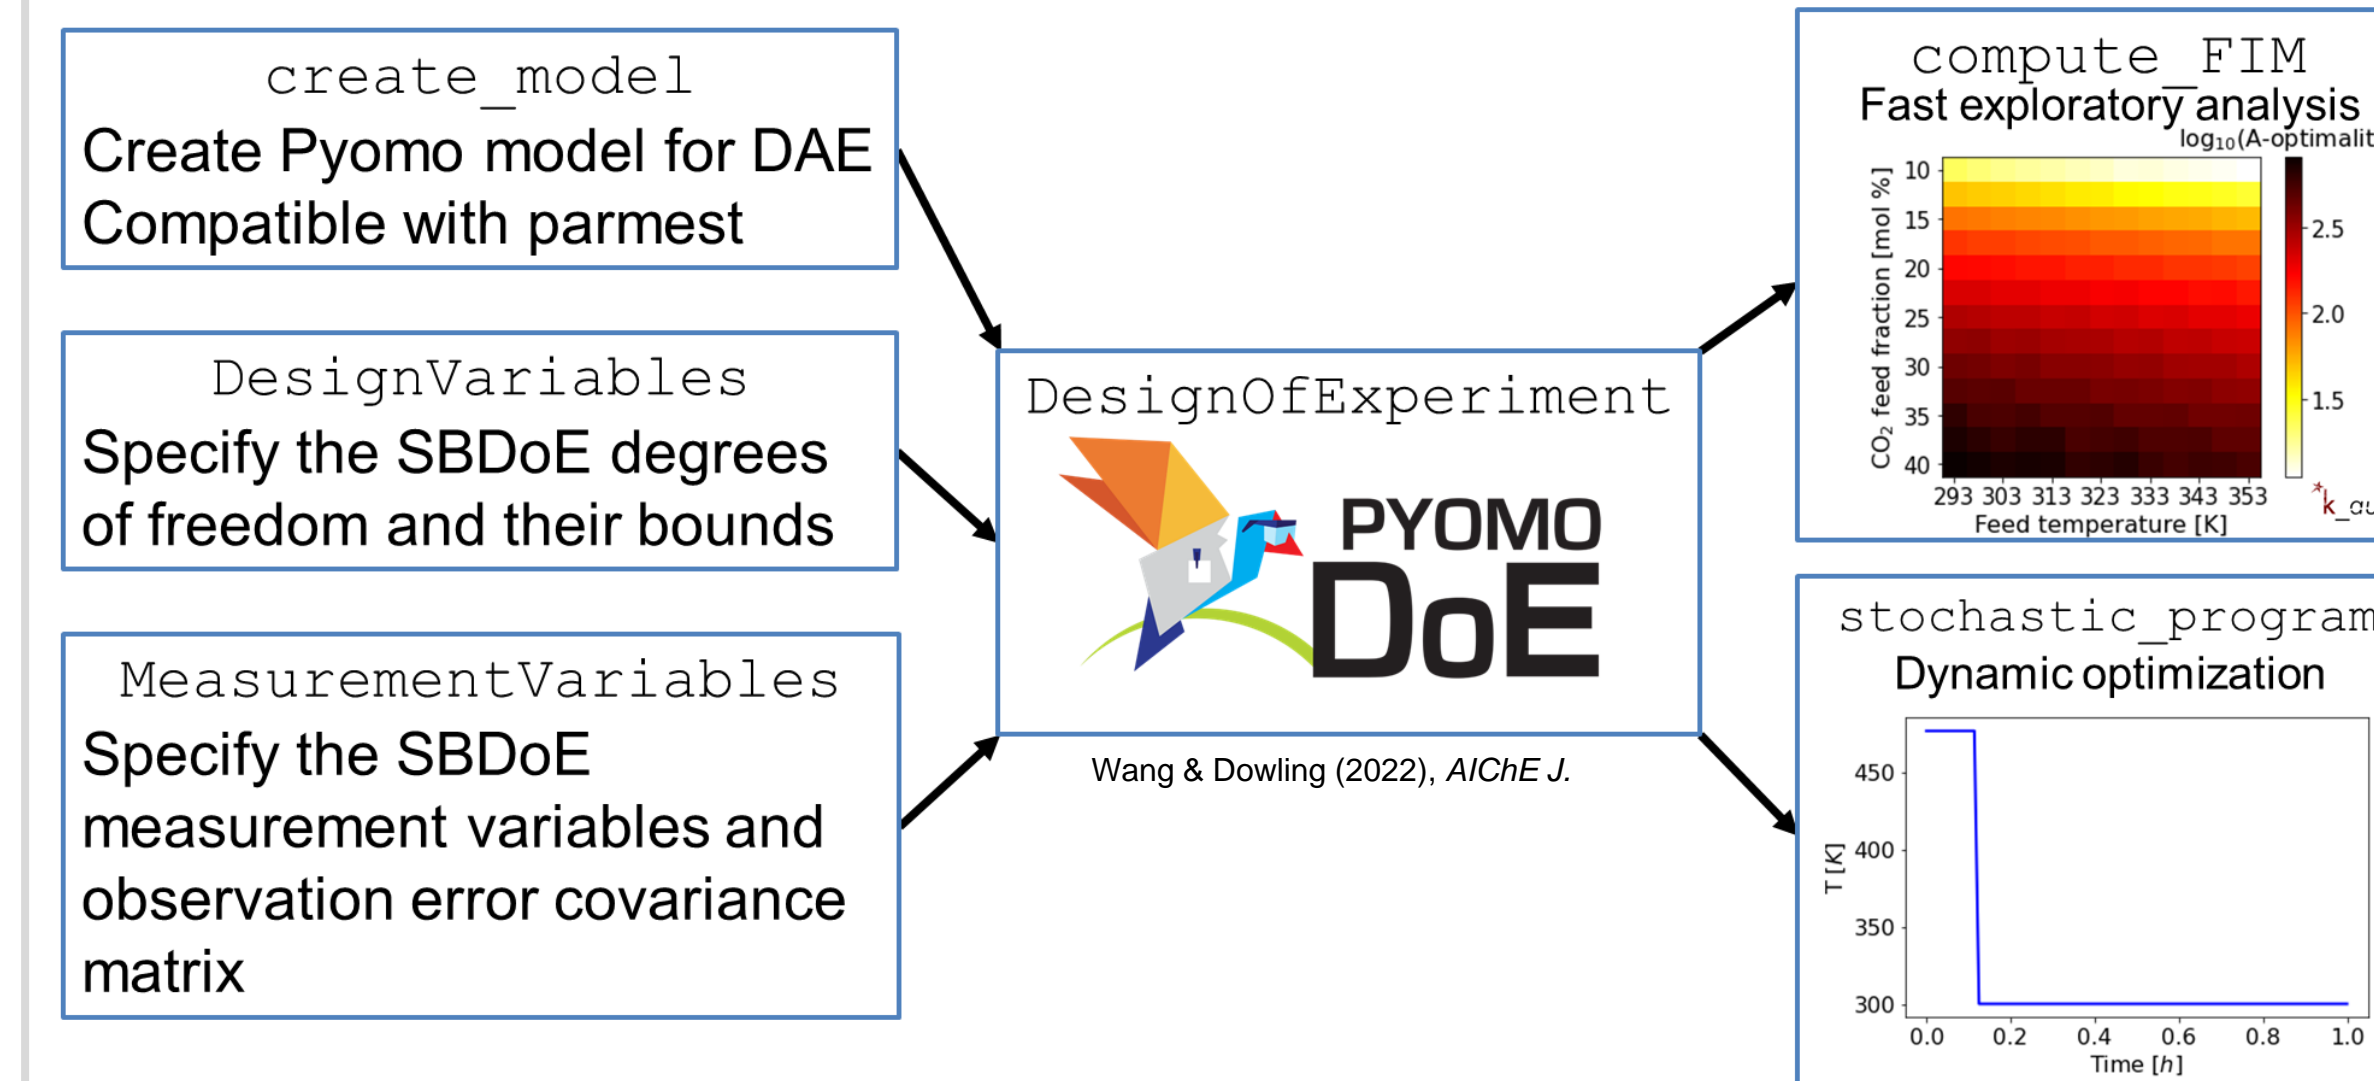 create_model
Create Pyomo model for DAE
Compatible with parmest
DesignVariables
Specify the SBDoE degrees
of freedom and their bounds
MeasurementVariables
Specify the SBDoE
measurement variables and
observation error covariance
matrix
DesignOfExperiment
PYOMO
DoE
Wang & Dowling (2022), AIChE J.
compute_FIM
Fast exploratory analysis
log₁₀(A-optimalit
CO₂ feed fraction [mol %]
10
15
20
25
30
35
40
293 303 313 323 333 343 353
Feed temperature [K]
2.5
2.0
1.5
stochastic_program
Dynamic optimization
T [K]
450
400
350
300
0.0 0.2 0.4 0.6 0.8 1.0
Time [h]